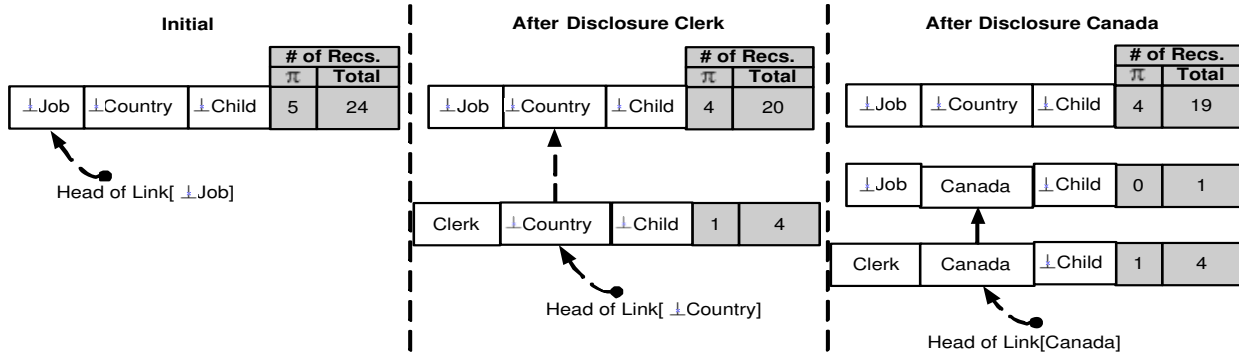 Initial
# of Recs.
π Total
⊥Job ⊥Country ⊥Child 5 24
Head of Link[ ⊥Job]
After Disclosure Clerk
# of Recs.
π Total
⊥Job ⊥Country ⊥Child 4 20
Clerk ⊥Country ⊥Child 1 4
Head of Link[ ⊥Country]
After Disclosure Canada
# of Recs.
π Total
⊥Job ⊥Country ⊥Child 4 19
⊥Job Canada ⊥Child 0 1
Clerk Canada ⊥Child 1 4
Head of Link[Canada]